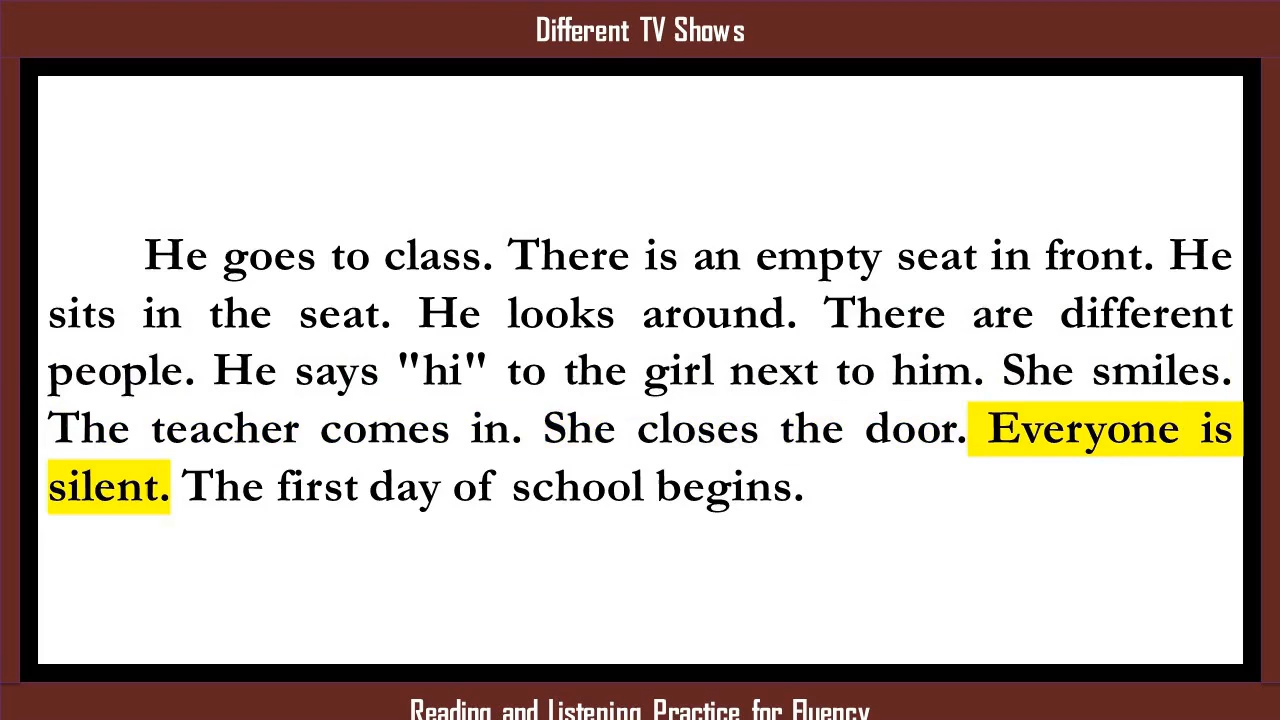 Different TV Shows
He goes to class. There is an empty seat in front. He
sits in the seat. He looks around. There are different
people. He says "hi" to the girl next to him. She smiles.
The teacher comes in. She closes the door. Everyone is
silent. The first day of school begins.
Reading and Listening Practice for Fluency